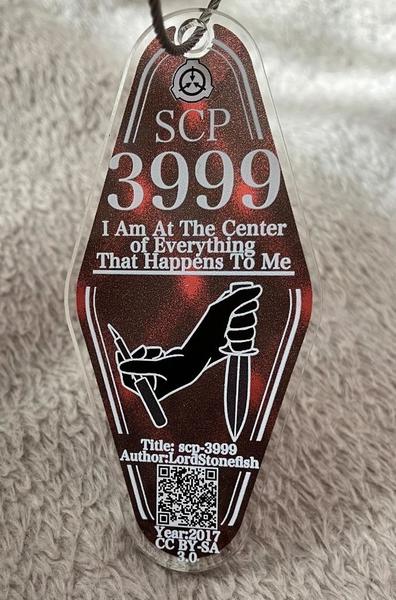 SCP
3999
I Am At The Center
of Everything
That Happens To Me
Title: scp-3999
Author:LordStonefish
Year:2017
CC BY-SA
3.0